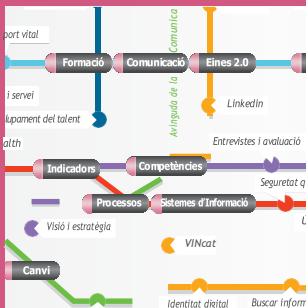 port vital
Avinguda de la Comunica
Formació
Comunicació
Eines 2.0
i servei
Linkedin
lupament del talent
Entrevistes i avaluació
alth
Indicadors
Competències
Seguretat q
Processos
Sistemes d'Informació
Visió i estratègia
VINcat
Canvi
Identitat digital
Buscar inform